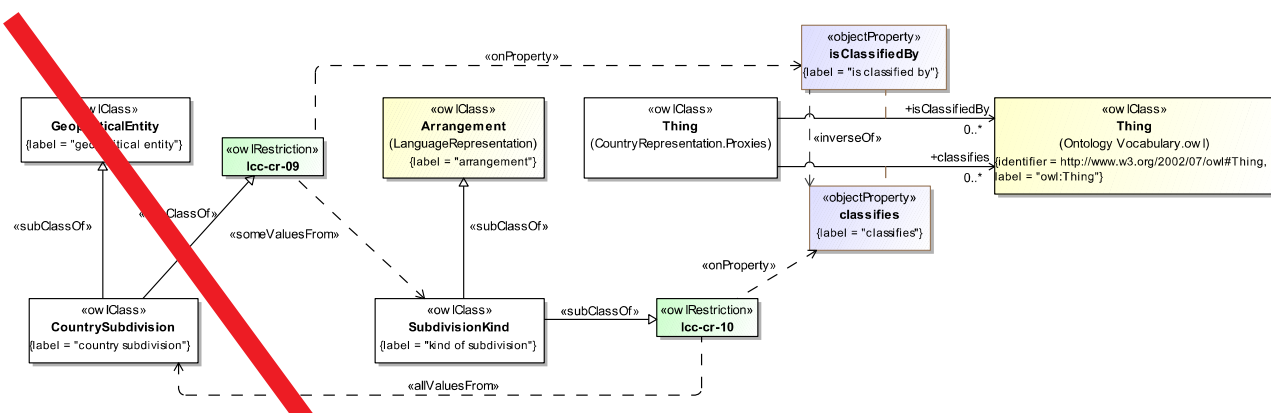 «objectProperty»
isClassifiedBy
{label = "is classified by"}
«onProperty»
«owlClass»
GeopoliticalEntity
{label = "geopolitical entity"}
«owlRestriction»
lcc-cr-09
«owlClass»
Arrangement
(LanguageRepresentation)
{label = "arrangement"}
«owlClass»
Thing
(CountryRepresentation.Proxies)
+isClassifiedBy
0..*
«inverseOf»
+classifies
0..*
«owlClass»
Thing
(Ontology Vocabulary.owl)
{identifier = http://www.w3.org/2002/07/owl#Thing,
label = "owl:Thing"}
«objectProperty»
classifies
{label = "classifies"}
«subClassOf»
«subClassOf»
«someValuesFrom»
«subClassOf»
«onProperty»
«owlClass»
CountrySubdivision
{label = "country subdivision"}
«owlClass»
SubdivisionKind
{label = "kind of subdivision"}
«subClassOf»
«owlRestriction»
lcc-cr-10
«allValuesFrom»